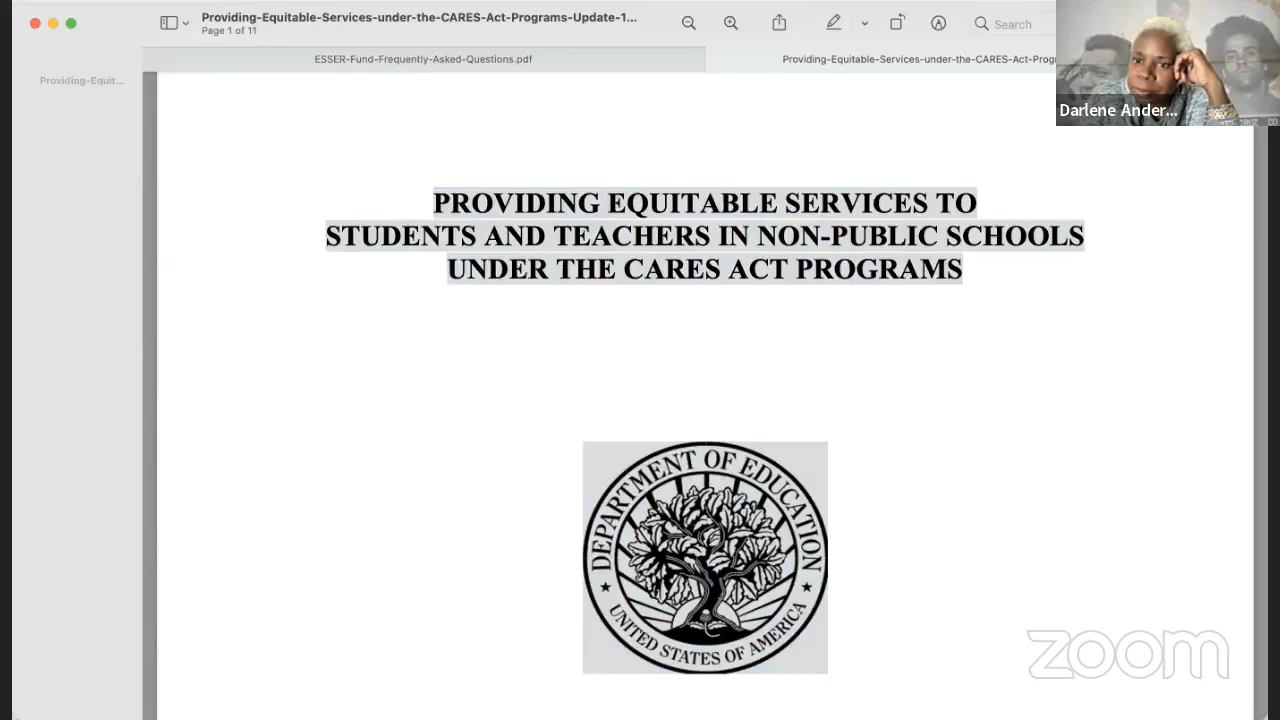 Providing-Equitable-Services-under-the-CARES-Act-Programs-Update-1...
Page 1 of 11
Search
ESSER-Fund-Frequently-Asked-Questions.pdf
Providing-Equitable-Services-under-the-CARES-Act-Prog
Providing-Equit...
Darlene Ander...
PROVIDING EQUITABLE SERVICES TO
STUDENTS AND TEACHERS IN NON-PUBLIC SCHOOLS
UNDER THE CARES ACT PROGRAMS
DEPARTMENT OF EDUCATION
UNITED STATES OF AMERICA
zoom